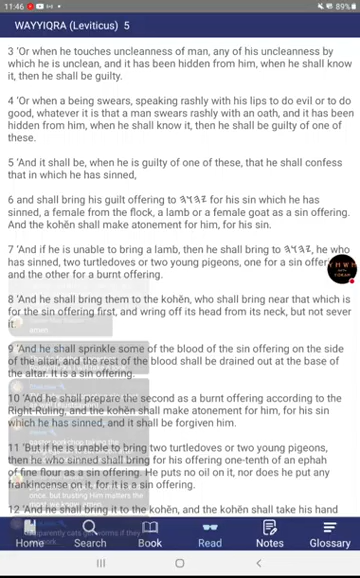 11:46 89%
WAYYIQRA (Leviticus) 5
3 'Or when he touches uncleanness of man, any of his uncleanness by
which he is unclean, and it has been hidden from him, when he shall know
it, then he shall be guilty.
4 'Or when a being swears, speaking rashly with his lips to do evil or to do
good, whatever it is that a man swears rashly with an oath, and it has been
hidden from him, when he shall know it, then he shall be guilty of one of
these.
5 'And it shall be, when he is guilty of one of these, that he shall confess
that in which he has sinned,
6 and shall bring his guilt offering to 𐤉𐤄𐤅𐤄 for his sin which he has
sinned, a female from the flock, a lamb or a female goat as a sin offering.
And the kohĕn shall make atonement for him, for his sin.
7 'And if he is unable to bring a lamb, then he shall bring to 𐤉𐤄𐤅𐤄, he who
has sinned, two turtledoves or two young pigeons, one for a sin offering
and the other for a burnt offering.
YHWH
8 'And he shall bring them to the kohĕn, who shall bring near that which is
for the sin offering first, and wring off its head from its neck, but not sever
it.
amen
9 'And he shall sprinkle some of the blood of the sin offering on the side
of the altar, and the rest of the blood shall be drained out at the base of
the altar. It is a sin offering.
10 'And he shall prepare the second as a burnt offering according to the
Right-Ruling, and the kohĕn shall make atonement for him, for his sin
which he has sinned, and it shall be forgiven him.
11 'But if he is unable to bring two turtledoves or two young pigeons,
then he who sinned shall bring for his offering one-tenth of an ephah
of fine flour as a sin offering. He puts no oil on it, nor does he put any
frankincense on it, for it is a sin offering.
once. but trusting Him matters the
12 'And he shall bring it to the kohĕn, and the kohĕn shall take his hand
Home Search Book Read Notes Glossary
cats get worms if they